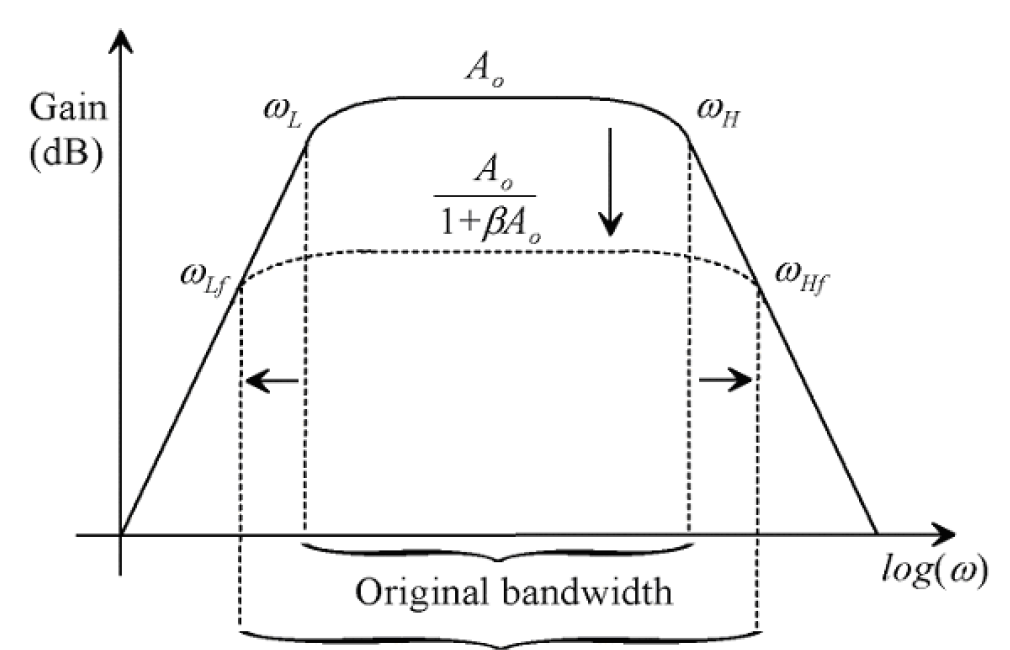 A_o
Gain
(dB)
ω_L
ω_H
A_o
1+βA_o
ω_Lf
ω_Hf
log(ω)
Original bandwidth